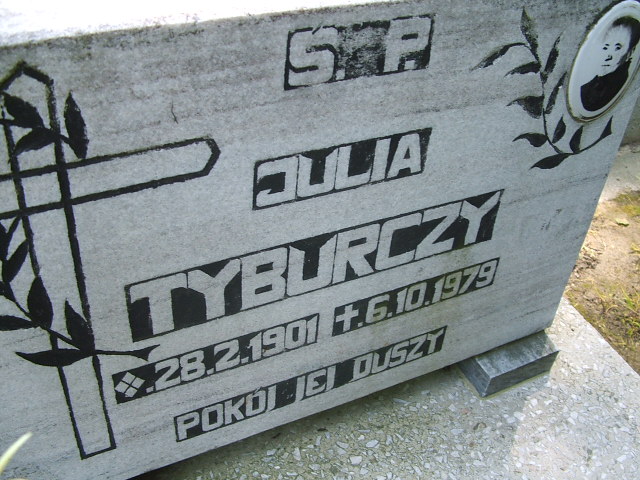 Ś. P.
JULIA
TYBURCZY
28.2.1901 ✝.6.10.1979
POKÓJ JEJ DUSZY